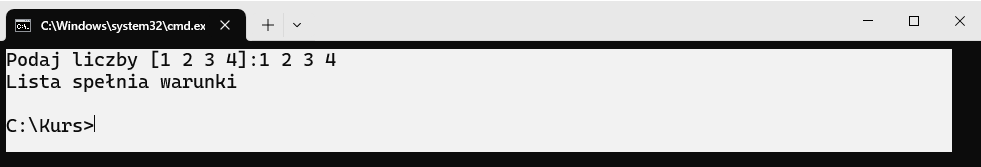 C:\Windows\system32\cmd.ex
Podaj liczby [1 2 3 4]:1 2 3 4
Lista spełnia warunki
C:\Kurs>